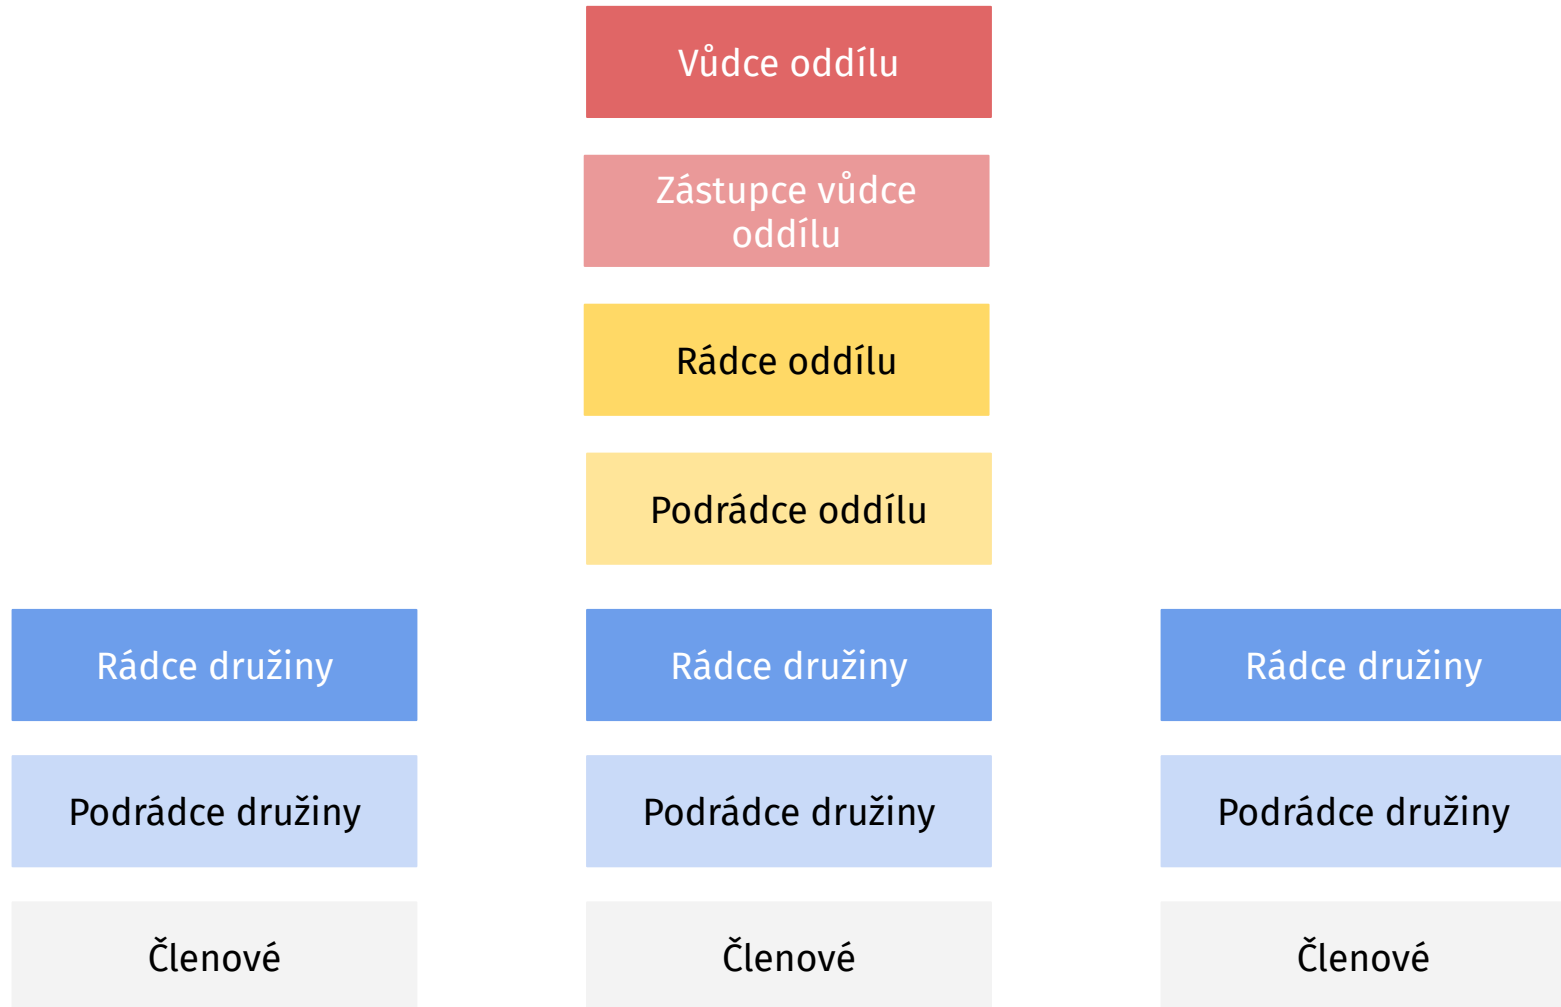 Vůdce oddílu
Zástupce vůdce
oddílu
Rádce oddílu
Podrádce oddílu
Rádce družiny
Rádce družiny
Rádce družiny
Podrádce družiny
Podrádce družiny
Podrádce družiny
Členové
Členové
Členové